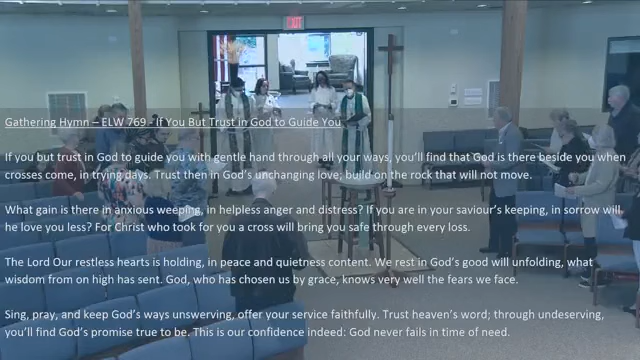 EXIT
Gathering Hymn – ELW 769 - If You But Trust in God to Guide You
If you but trust in God to guide you with gentle hand through all your ways, you'll find that God is there beside you when
crosses come, in trying days. Trust then in God's unchanging love; build on the rock that will not move.
What gain is there in anxious weeping, in helpless anger and distress? If you are in your saviour's keeping, in sorrow will
he love you less? For Christ who took for you a cross will bring you safe through every loss.
The Lord Our restless hearts is holding, in peace and quietness content. We rest in God's good will unfolding, what
wisdom from on high has sent. God, who has chosen us by grace, knows very well the fears we face.
Sing, pray, and keep God's ways unswerving, offer your service faithfully. Trust heaven's word; through undeserving,
you'll find God's promise true to be. This is our confidence indeed: God never fails in time of need.